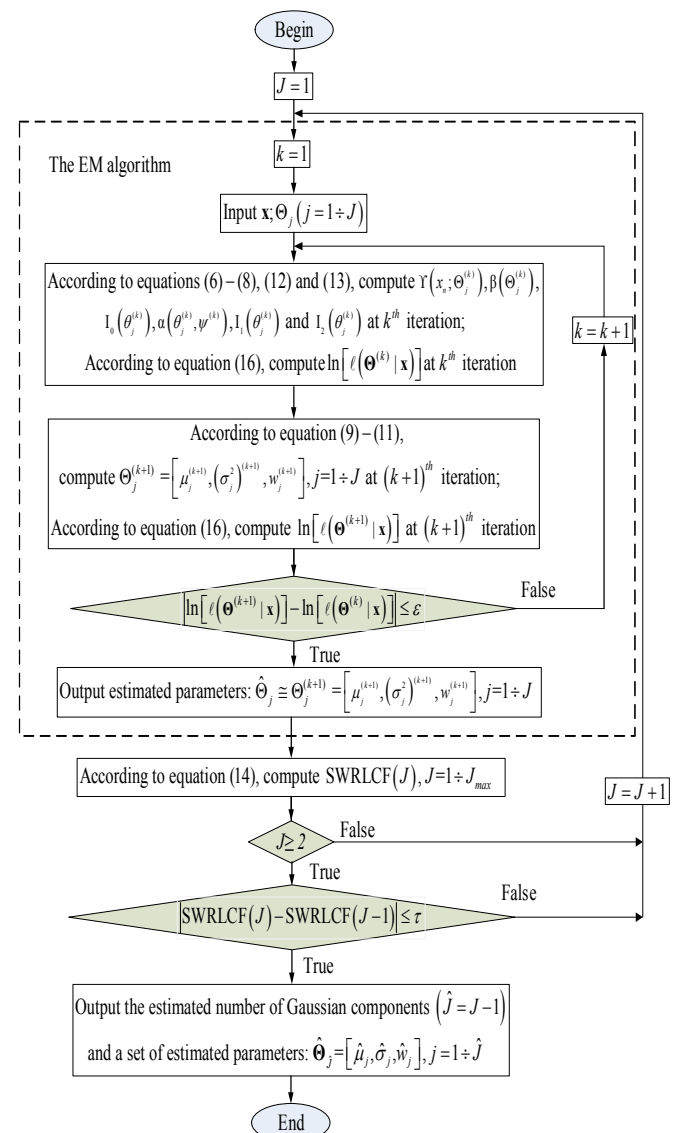 Begin
J = 1
The EM algorithm
k = 1
Input x; Θ_j (j = 1 ÷ J)
According to equations (6) – (8), (12) and (13), compute ϒ(x_n; Θ_j^(k)), β(Θ_j^(k)),
I_0(θ_j^(k)), α(θ_j^(k), ψ^(k)), I_1(θ_j^(k)) and I_2(θ_j^(k)) at k^th iteration;
According to equation (16), compute ln[ℓ(Θ^(k) | x)] at k^th iteration
k = k+1
According to equation (9) – (11),
compute Θ_j^(k+1) = [μ_j^(k+1), (σ_j^2)^(k+1), w_j^(k+1)], j=1 ÷ J at (k+1)^th iteration;
According to equation (16), compute ln[ℓ(Θ^(k+1) | x)] at (k+1)^th iteration
|ln[ℓ(Θ^(k+1) | x)] – ln[ℓ(Θ^(k) | x)]| ≤ ε
False
True
Output estimated parameters: Θ̂_j ≅ Θ_j^(k+1) = [μ_j^(k+1), (σ_j^2)^(k+1), w_j^(k+1)], j=1 ÷ J
According to equation (14), compute SWRLCF(J), J=1 ÷ J_max
J = J+1
J ≥ 2
False
True
|SWRLCF(J) – SWRLCF(J–1)| ≤ τ
False
True
Output the estimated number of Gaussian components (Ĵ = J – 1)
and a set of estimated parameters: Θ̂_j = [μ̂_j, σ̂_j, ŵ_j], j = 1 ÷ Ĵ
End